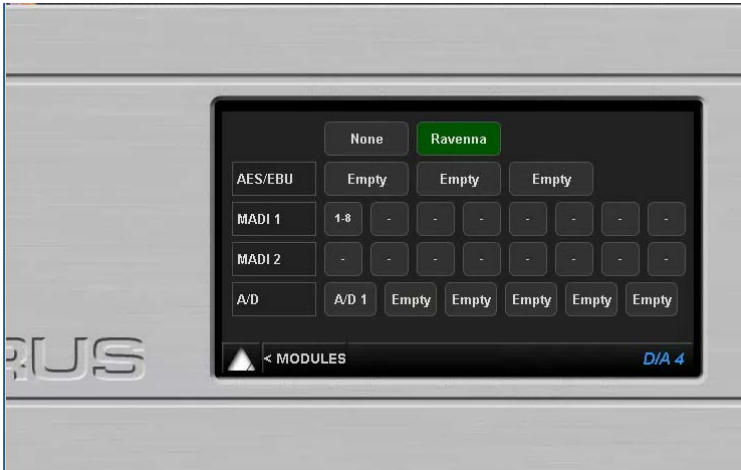 None Ravenna
AES/EBU Empty Empty Empty
MADI 1 1-8 - - - - - - -
MADI 2 - - - - - - - -
A/D A/D 1 Empty Empty Empty Empty Empty
RUS
< MODULES D/A 4